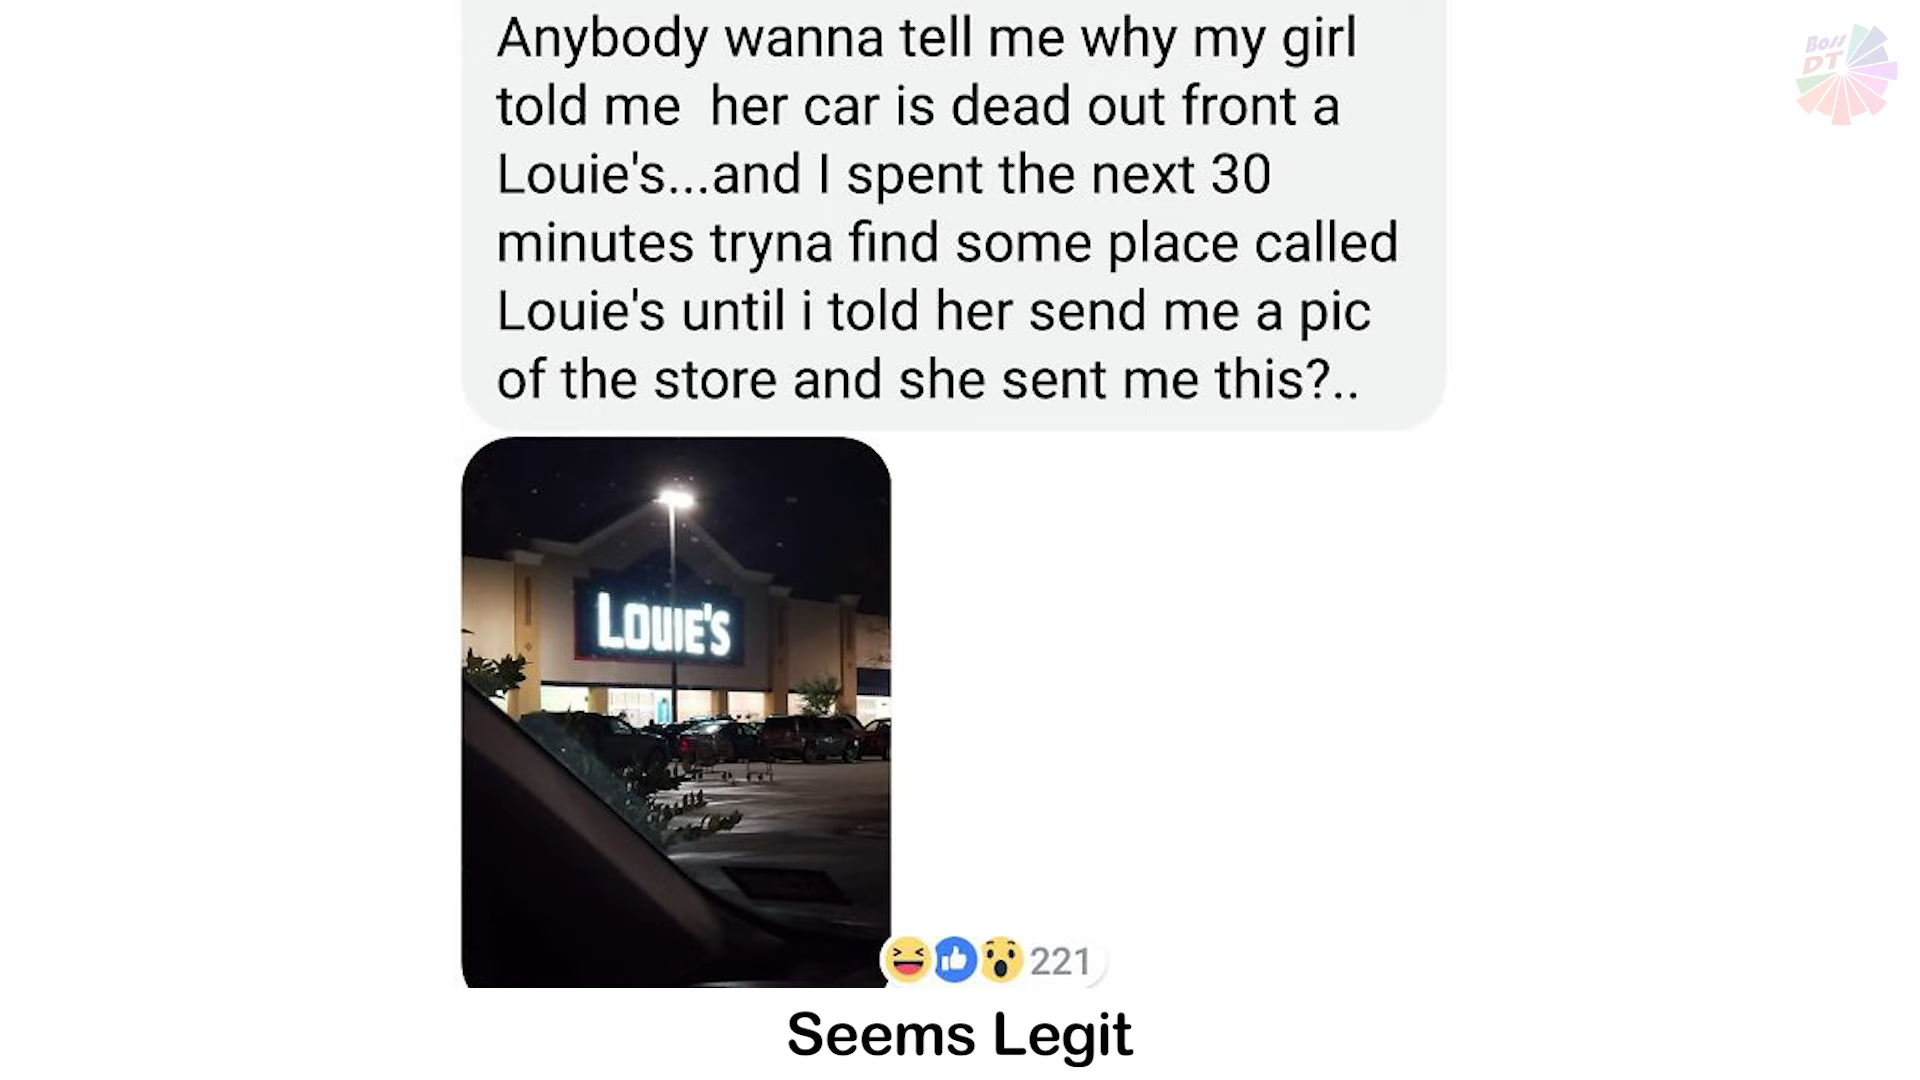 Anybody wanna tell me why my girl
told me her car is dead out front a
Louie's...and I spent the next 30
minutes tryna find some place called
Louie's until i told her send me a pic
of the store and she sent me this?..
Boss
DT
LOUIE'S
221
Seems Legit